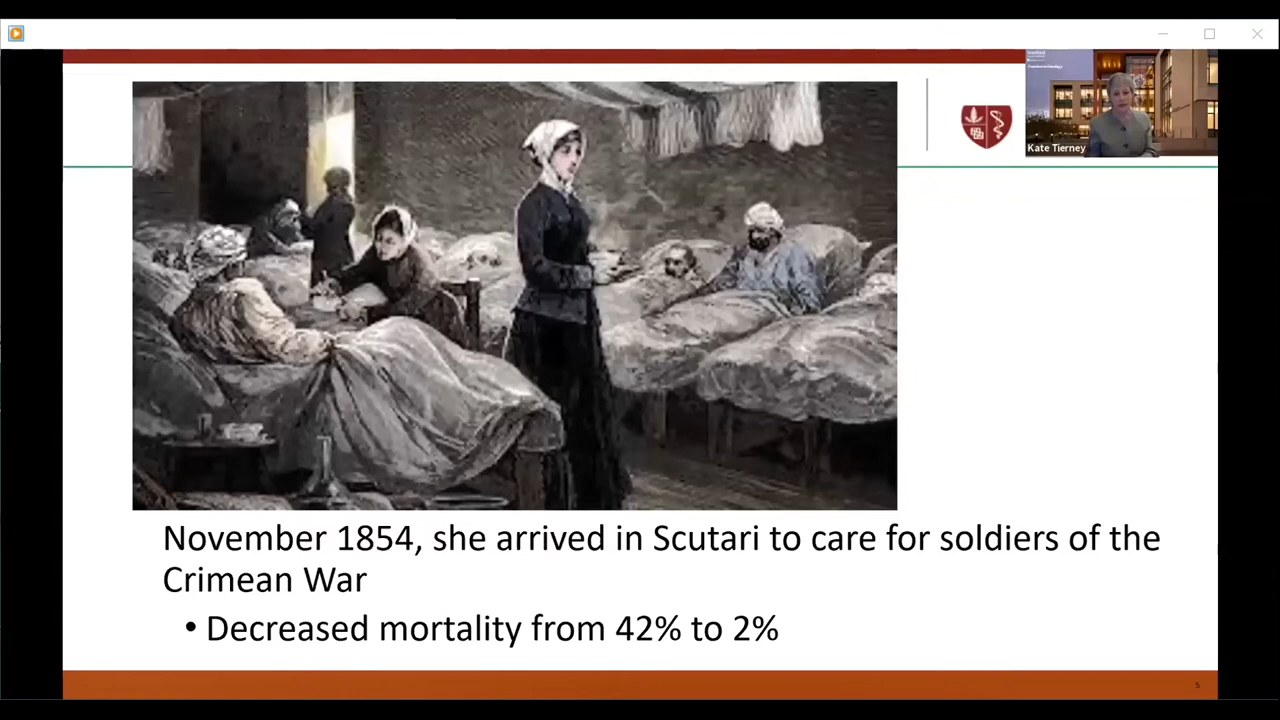 Kate Tierney
November 1854, she arrived in Scutari to care for soldiers of the
Crimean War
• Decreased mortality from 42% to 2%
5